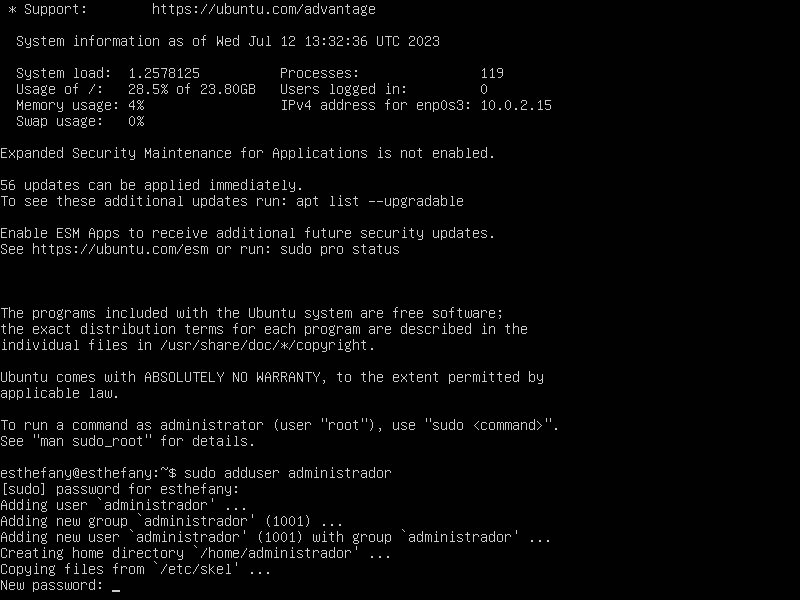 * Support:        https://ubuntu.com/advantage
  System information as of Wed Jul 12 13:32:36 UTC 2023
  System load:  1.2578125          Processes:               119
  Usage of /:   28.5% of 23.80GB   Users logged in:         0
  Memory usage: 4%                 IPv4 address for enp0s3: 10.0.2.15
  Swap usage:   0%
Expanded Security Maintenance for Applications is not enabled.
56 updates can be applied immediately.
To see these additional updates run: apt list --upgradable
Enable ESM Apps to receive additional future security updates.
See https://ubuntu.com/esm or run: sudo pro status
The programs included with the Ubuntu system are free software;
the exact distribution terms for each program are described in the
individual files in /usr/share/doc/*/copyright.
Ubuntu comes with ABSOLUTELY NO WARRANTY, to the extent permitted by
applicable law.
To run a command as administrator (user "root"), use "sudo <command>".
See "man sudo_root" for details.
esthefany@esthefany:~$ sudo adduser administrador
[sudo] password for esthefany:
Adding user `administrador' ...
Adding new group `administrador' (1001) ...
Adding new user `administrador' (1001) with group `administrador' ...
Creating home directory `/home/administrador' ...
Copying files from `/etc/skel' ...
New password: _